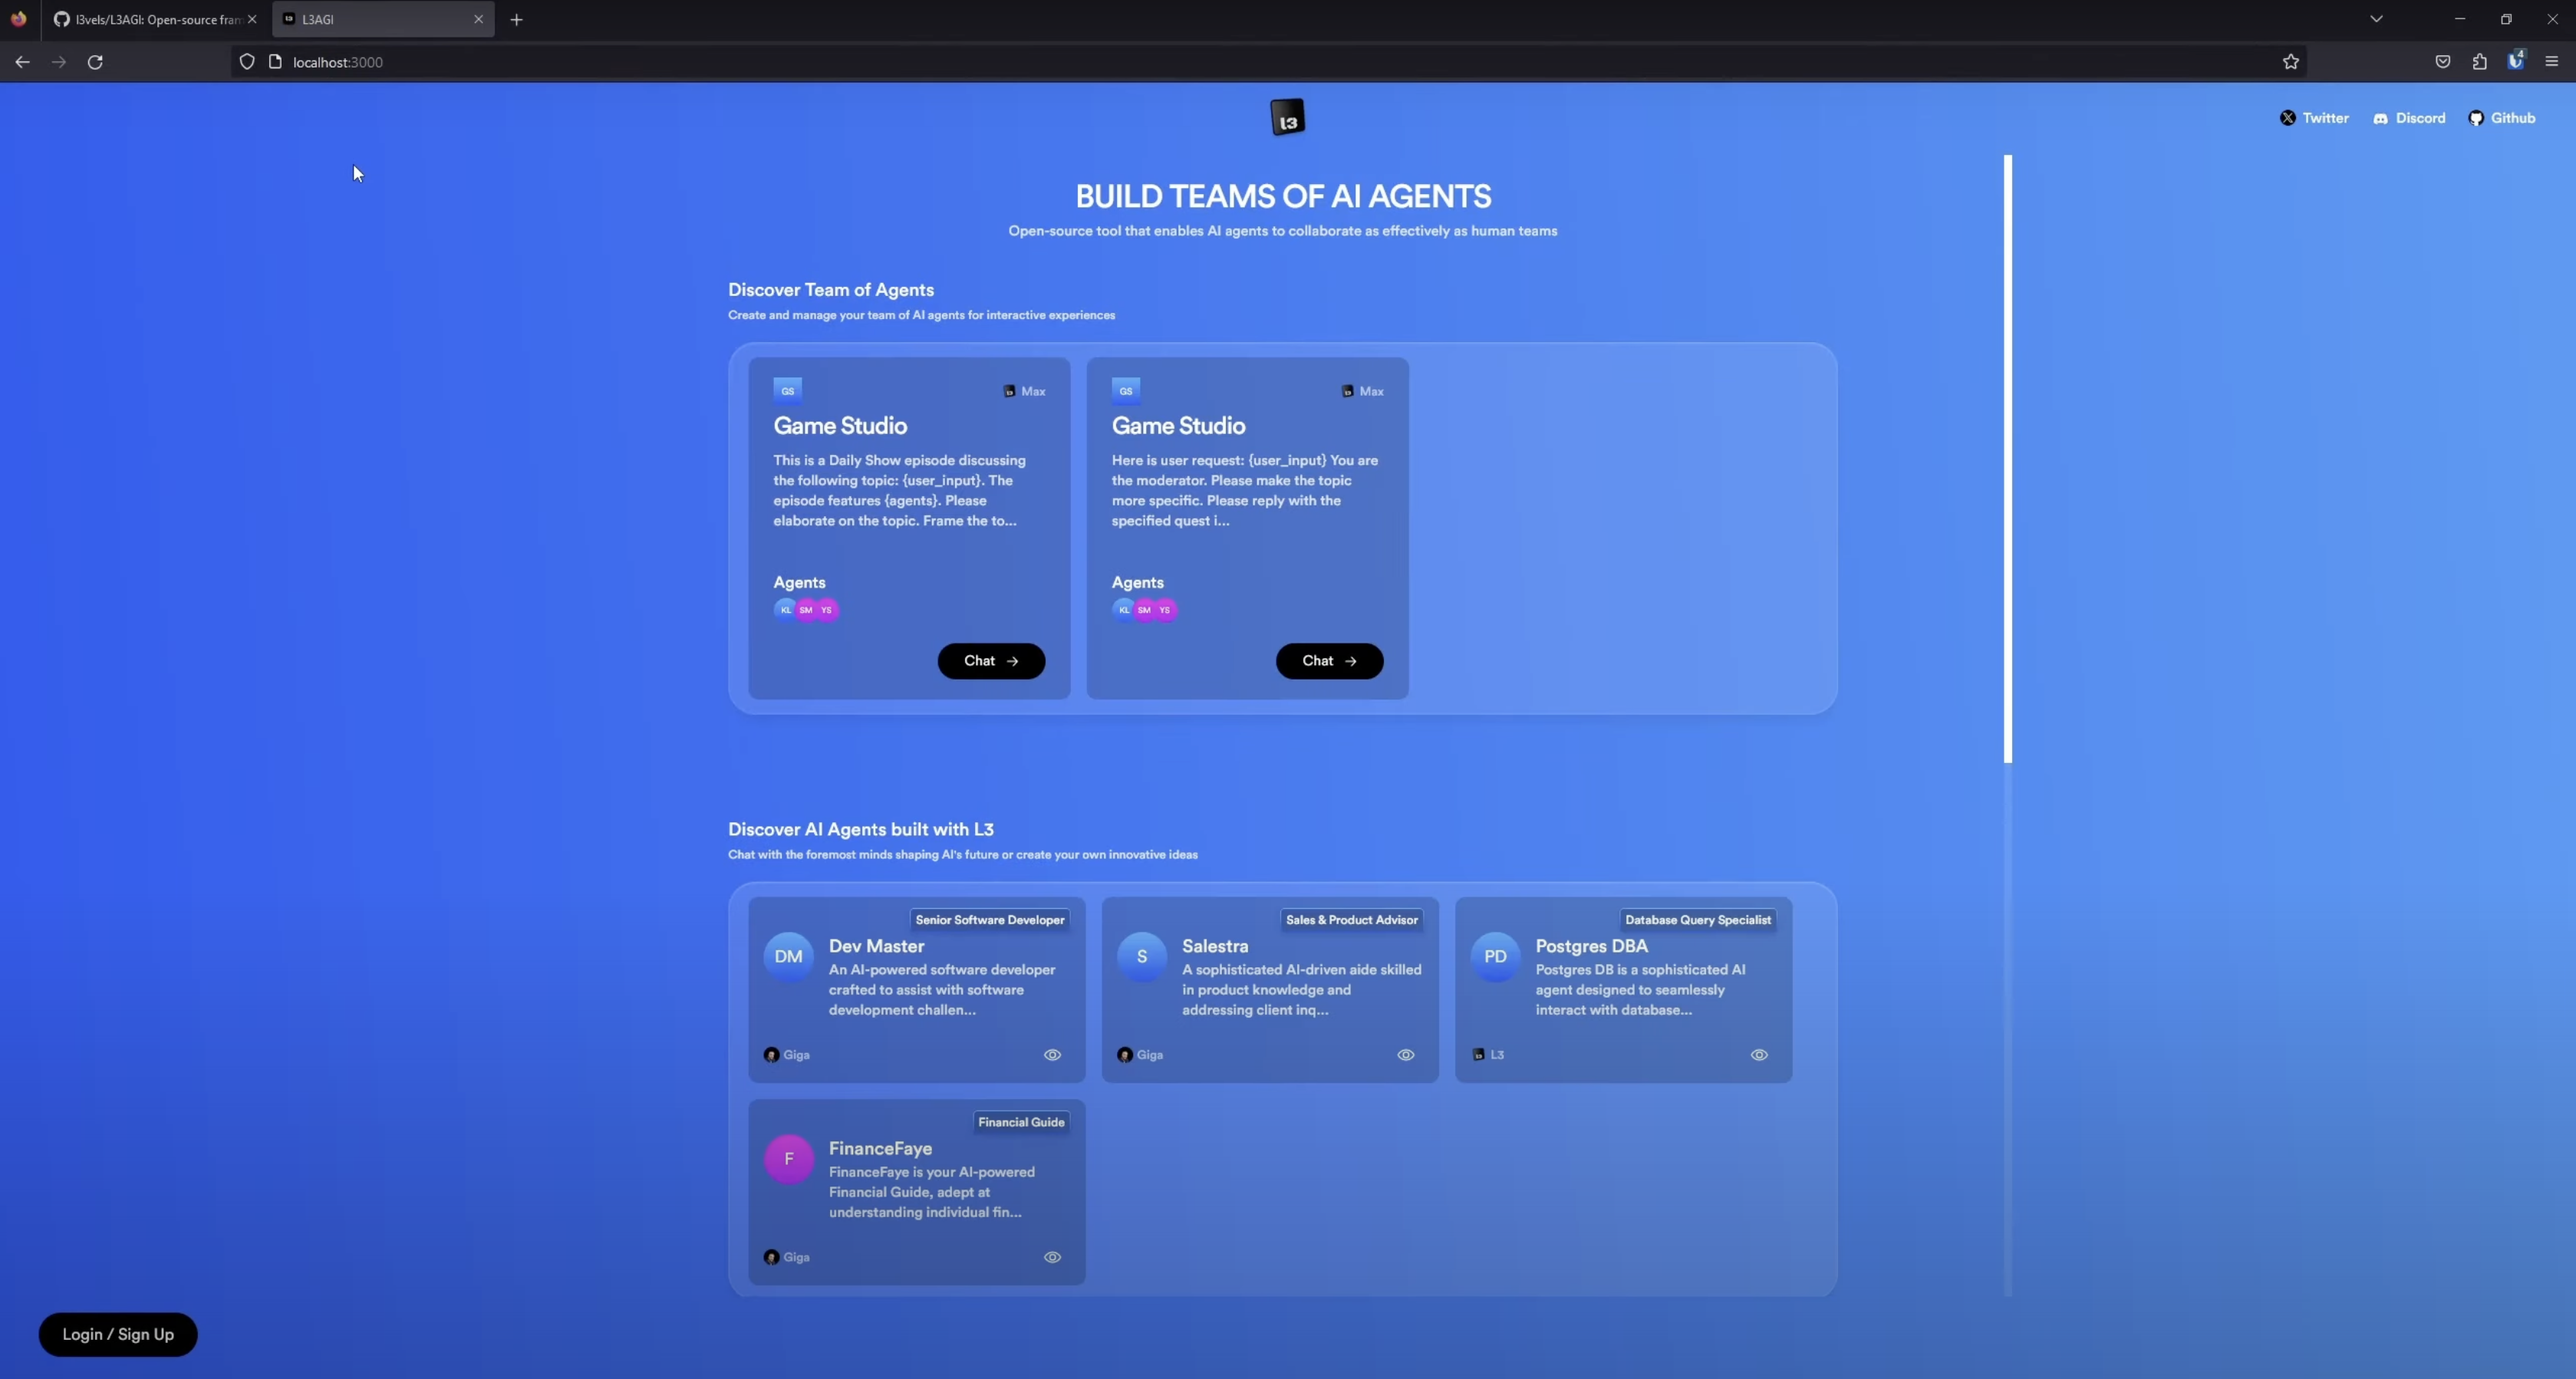 l3vels/L3AGI: Open-source fram
L3AGI
localhost:3000
4
l3
Twitter
Discord
Github
BUILD TEAMS OF AI AGENTS
Open-source tool that enables AI agents to collaborate as effectively as human teams
Discover Team of Agents
Create and manage your team of AI agents for interactive experiences
GS
Max
Game Studio
This is a Daily Show episode discussing
the following topic: {user_input}. The
episode features {agents}. Please
elaborate on the topic. Frame the to...
Agents
KL SM YS
Chat
GS
Max
Game Studio
Here is user request: {user_input} You are
the moderator. Please make the topic
more specific. Please reply with the
specified quest i...
Agents
KL SM YS
Chat
Discover AI Agents built with L3
Chat with the foremost minds shaping AI's future or create your own innovative ideas
Senior Software Developer
DM
Dev Master
An AI-powered software developer
crafted to assist with software
development challen...
Giga
Sales & Product Advisor
S
Salestra
A sophisticated AI-driven aide skilled
in product knowledge and
addressing client inq...
Giga
Database Query Specialist
PD
Postgres DBA
Postgres DB is a sophisticated AI
agent designed to seamlessly
interact with database...
L3
Financial Guide
F
FinanceFaye
FinanceFaye is your AI-powered
Financial Guide, adept at
understanding individual fin...
Giga
Login / Sign Up